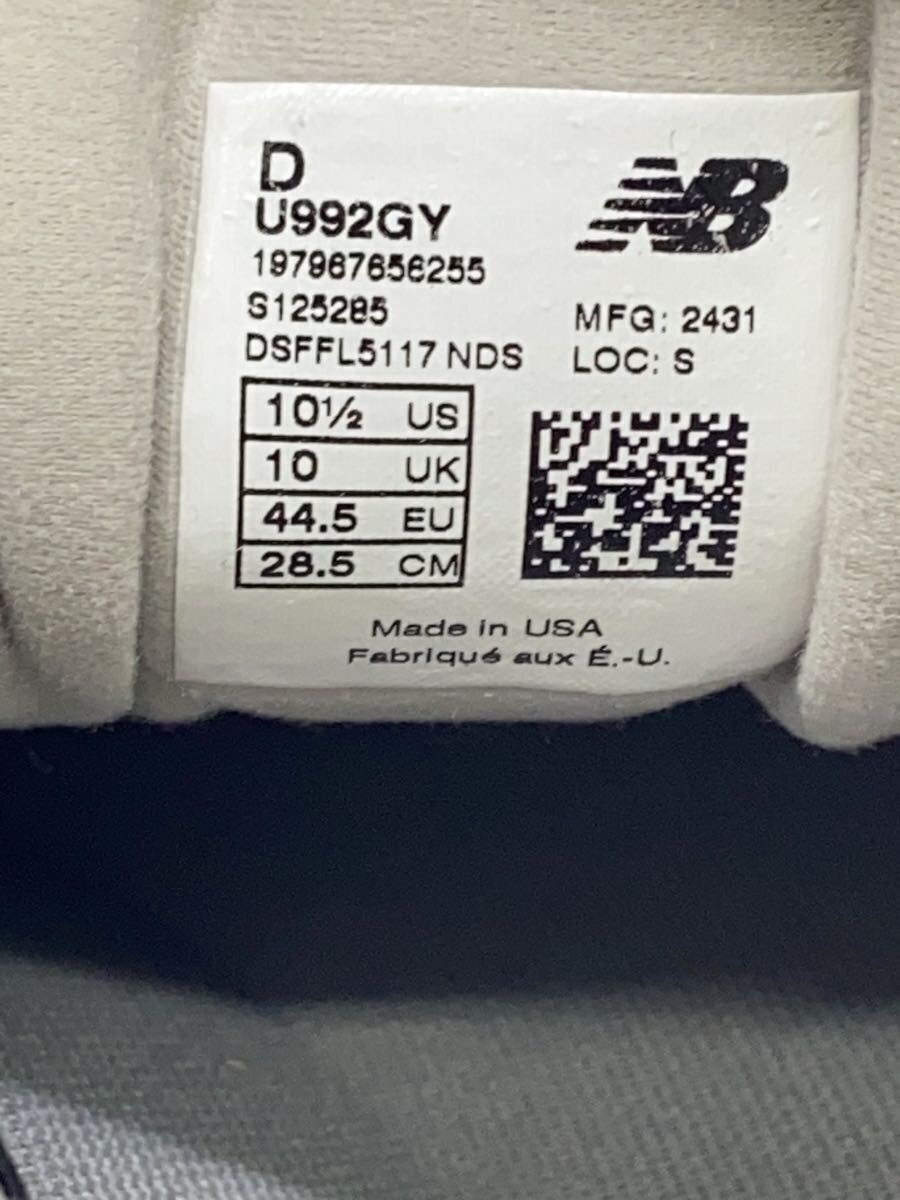 D
U992GY
NB
197967656255
S125285
MFG: 2431
DSFFL5117 NDS
LOC: S
10½ US
10 UK
44.5 EU
28.5 CM
Made in USA
Fabriqué aux É.-U.